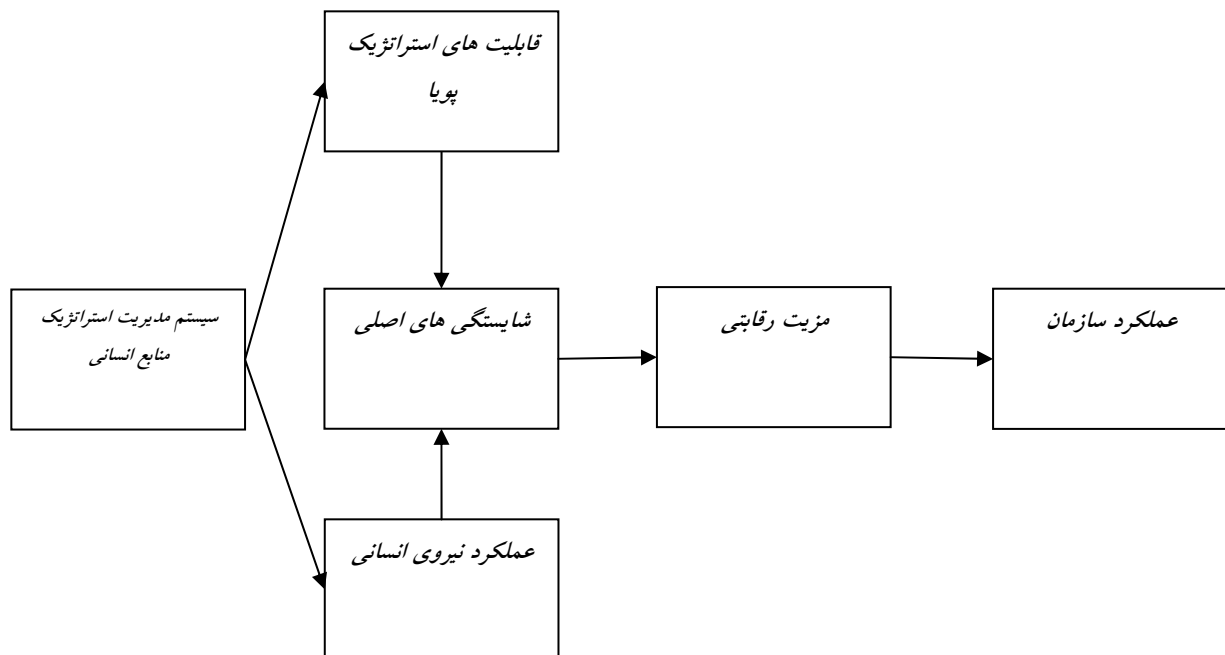 قابلیت های استراتژیک
پویا
سیستم مدیریت استراتژیک
منابع انسانی
شایستگی های اصلی
مزیت رقابتی
عملکرد سازمان
عملکرد نیروی انسانی